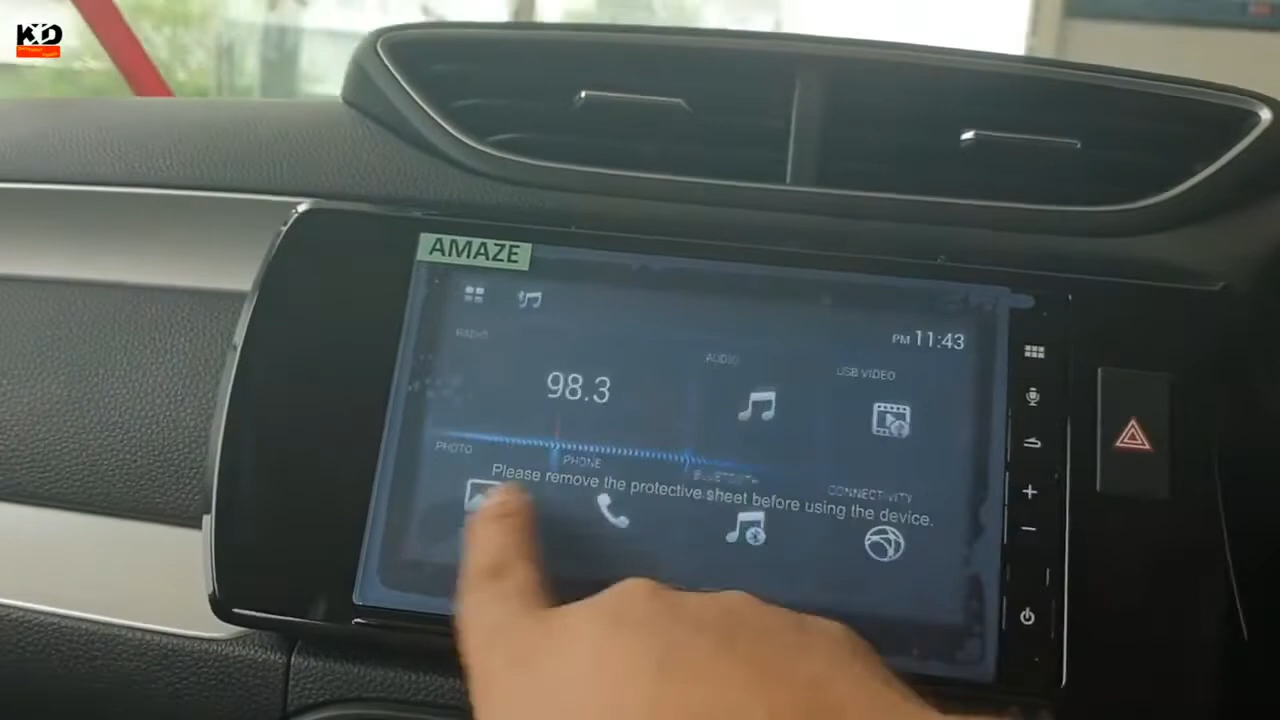 KD
AMAZE
PM 11:43
RADIO
AUDIO
USB VIDEO
98.3
PHOTO
PHONE
BLUETOOTH
CONNECTIVITY
Please remove the protective sheet before using the device.